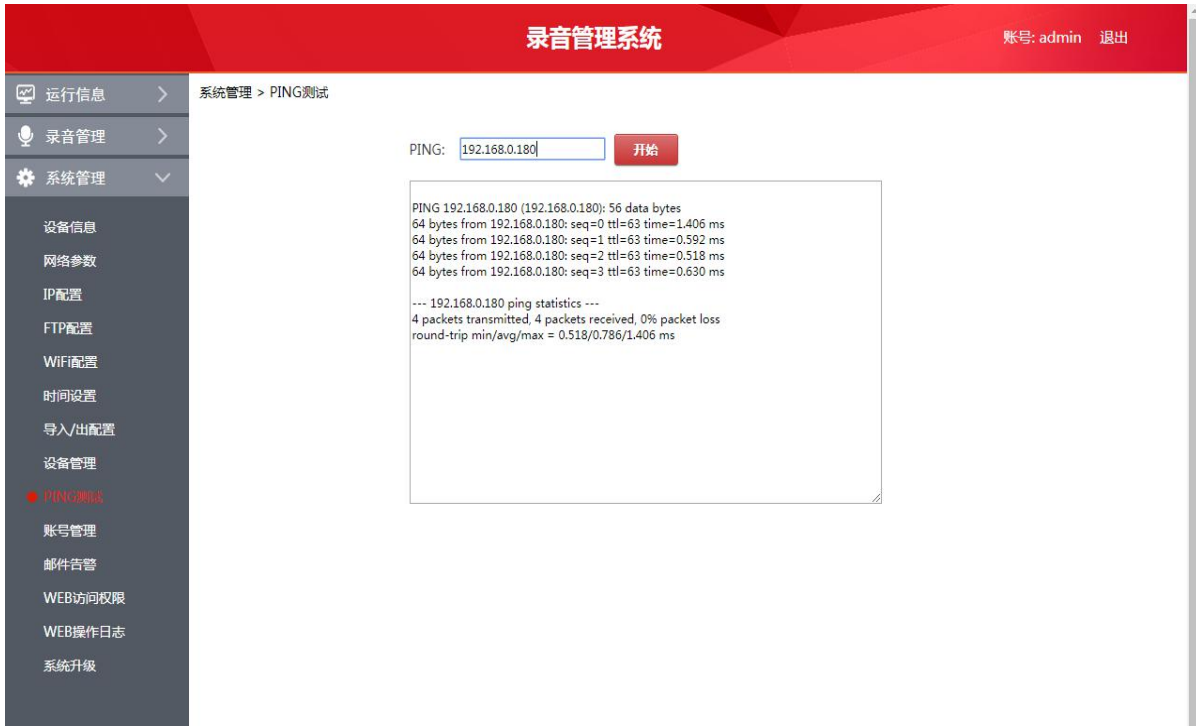 录音管理系统
账号: admin 退出
运行信息
录音管理
系统管理
设备信息
网络参数
IP配置
FTP配置
WiFi配置
时间设置
导入/出配置
设备管理
PING测试
账号管理
邮件告警
WEB访问权限
WEB操作日志
系统升级
系统管理 > PING测试
PING: 192.168.0.180 开始
PING 192.168.0.180 (192.168.0.180): 56 data bytes
64 bytes from 192.168.0.180: seq=0 ttl=63 time=1.406 ms
64 bytes from 192.168.0.180: seq=1 ttl=63 time=0.592 ms
64 bytes from 192.168.0.180: seq=2 ttl=63 time=0.518 ms
64 bytes from 192.168.0.180: seq=3 ttl=63 time=0.630 ms
--- 192.168.0.180 ping statistics ---
4 packets transmitted, 4 packets received, 0% packet loss
round-trip min/avg/max = 0.518/0.786/1.406 ms